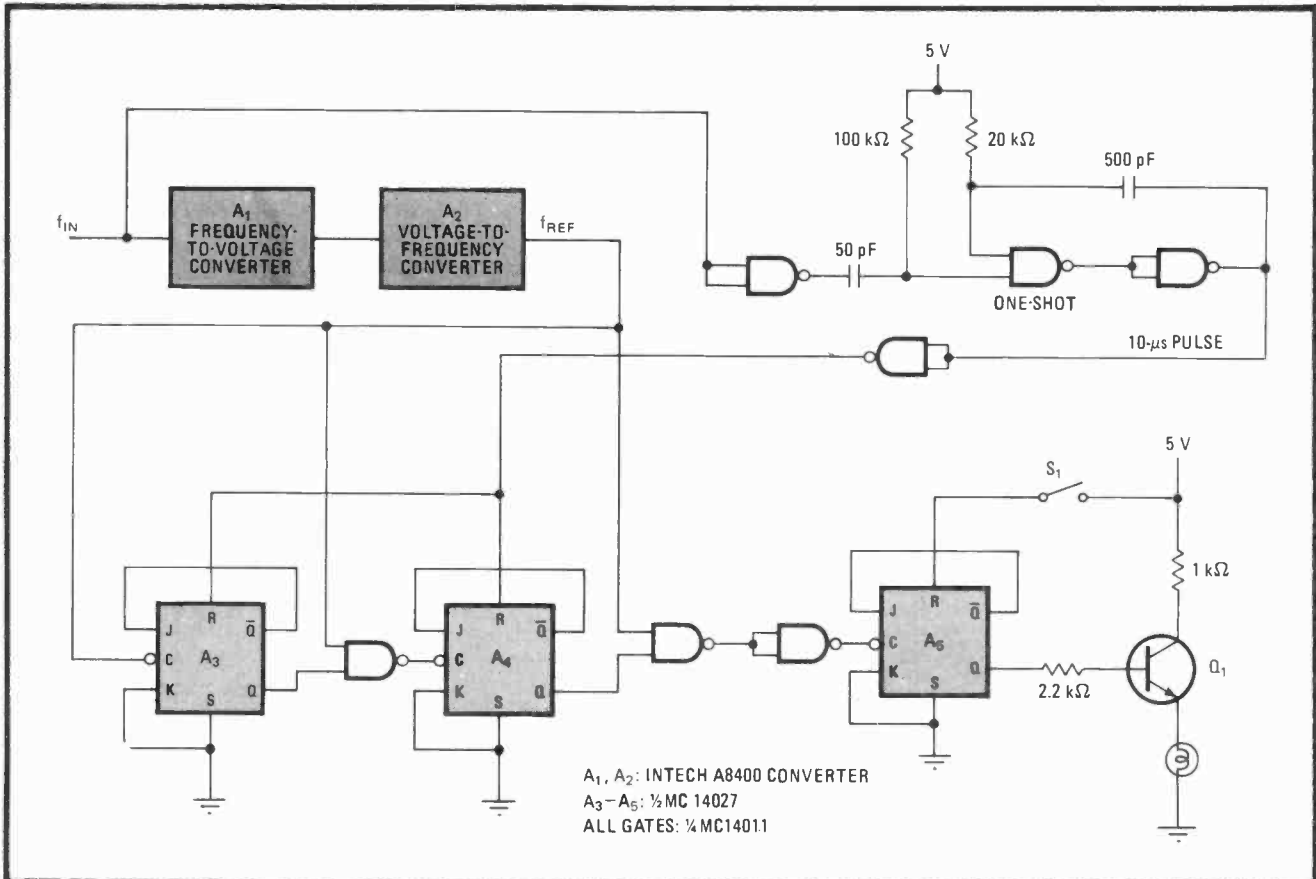 5 V
100 kΩ
20 kΩ
500 pF
A₁
FREQUENCY-
TO-VOLTAGE
CONVERTER
A₂
VOLTAGE-TO-
FREQUENCY
CONVERTER
fIN
fREF
50 pF
ONE-SHOT
10-μs PULSE
5 V
S₁
1 kΩ
J
R
Q̅
C
A₃
K
S
Q
J
R
Q̅
C
A₄
K
S
Q
J
R
Q̅
C
A₅
K
S
Q
2.2 kΩ
Q₁
A₁, A₂: INTECH A8400 CONVERTER
A₃–A₅: ½ MC 14027
ALL GATES: ¼ MC14011